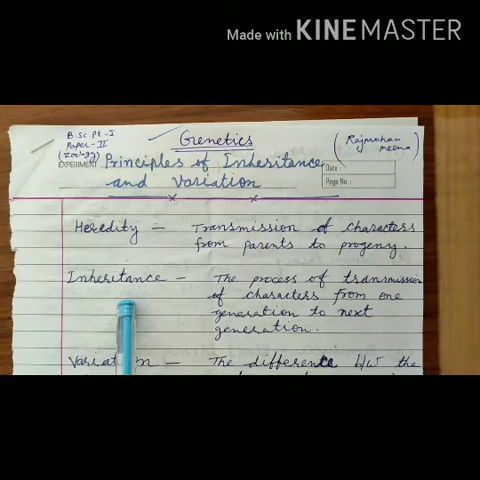 Made with KINEMASTER
B.Sc. Pt-I
Paper-II
(Zoology)
Genetics
(Rajmohan
meena)
EXPERIMENT Principles of Inheritance
and Variation
Date :
Page No :
Heredity - Transmission of characters
from parents to progeny.
Inheritance - The process of transmission
of characters from one
generation to next
generation.
Variation - The difference b/w the